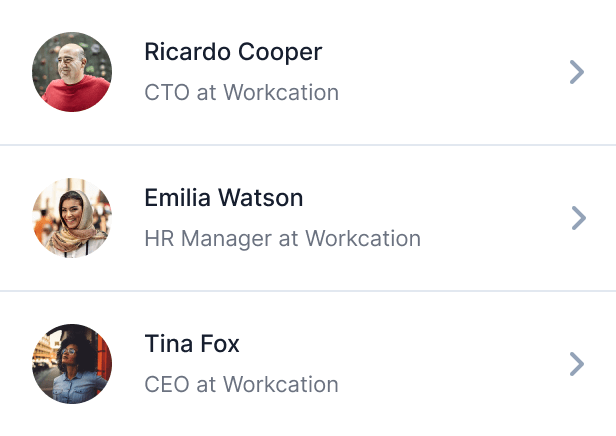 Ricardo Cooper
CTO at Workcation
Emilia Watson
HR Manager at Workcation
Tina Fox
CEO at Workcation